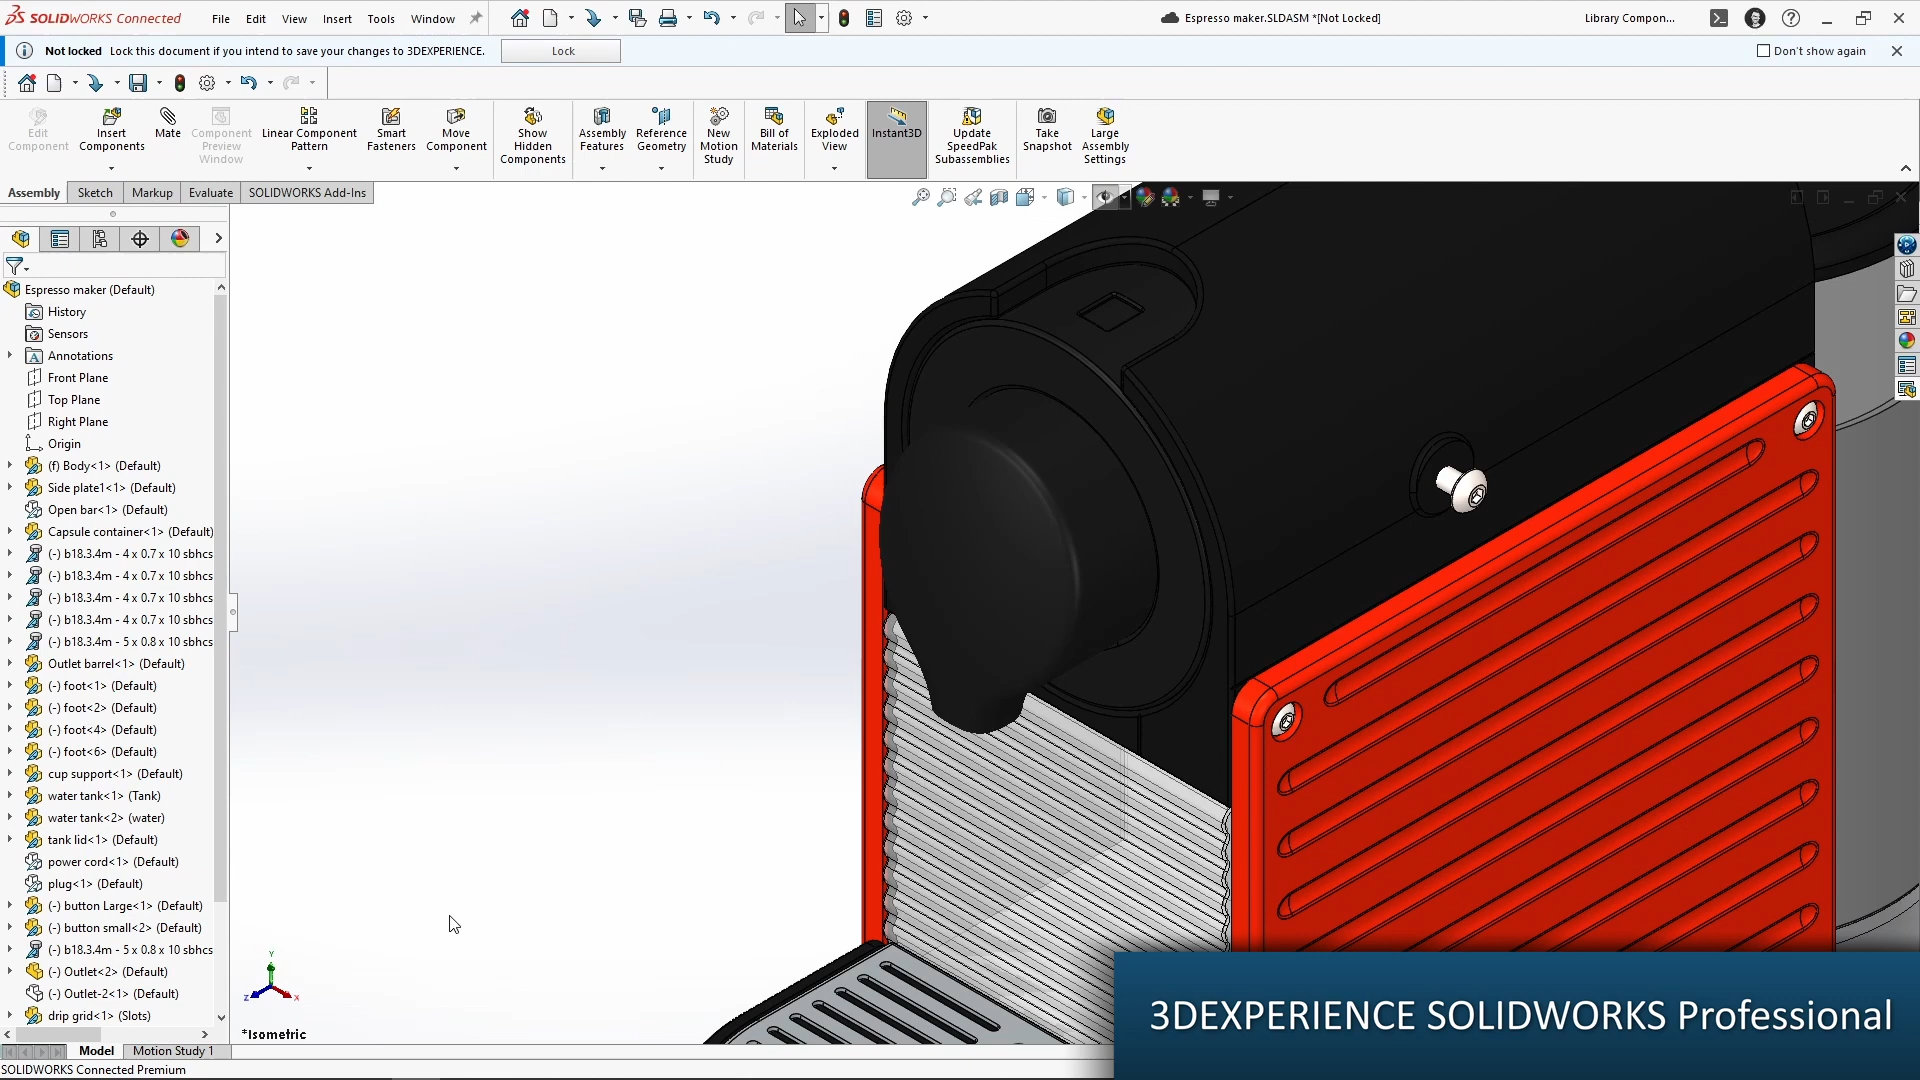 SOLIDWORKS Connected
File Edit View Insert Tools Window
Espresso maker.SLDASM *[Not Locked]
Library Compon...
Not locked Lock this document if you intend to save your changes to 3DEXPERIENCE.
Lock
Don't show again
Edit Component
Insert Components
Mate
Component Preview Window
Linear Component Pattern
Smart Fasteners
Move Component
Show Hidden Components
Assembly Features
Reference Geometry
New Motion Study
Bill of Materials
Exploded View
Instant3D
Update SpeedPak Subassemblies
Take Snapshot
Large Assembly Settings
Assembly Sketch Markup Evaluate SOLIDWORKS Add-Ins
Espresso maker (Default)
History
Sensors
Annotations
Front Plane
Top Plane
Right Plane
Origin
(f) Body<1> (Default)
Side plate1<1> (Default)
Open bar<1> (Default)
Capsule container<1> (Default)
(-) b18.3.4m - 4 x 0.7 x 10 sbhcs
(-) b18.3.4m - 4 x 0.7 x 10 sbhcs
(-) b18.3.4m - 4 x 0.7 x 10 sbhcs
(-) b18.3.4m - 4 x 0.7 x 10 sbhcs
(-) b18.3.4m - 5 x 0.8 x 10 sbhcs
Outlet barrel<1> (Default)
(-) foot<1> (Default)
(-) foot<2> (Default)
(-) foot<4> (Default)
(-) foot<6> (Default)
cup support<1> (Default)
water tank<1> (Tank)
water tank<2> (water)
tank lid<1> (Default)
power cord<1> (Default)
plug<1> (Default)
(-) button Large<1> (Default)
(-) button small<2> (Default)
(-) b18.3.4m - 5 x 0.8 x 10 sbhcs
(-) Outlet<2> (Default)
(-) Outlet-2<1> (Default)
drip grid<1> (Slots)
Y
Z
X
*Isometric
Model Motion Study 1
SOLIDWORKS Connected Premium
3DEXPERIENCE SOLIDWORKS Professional